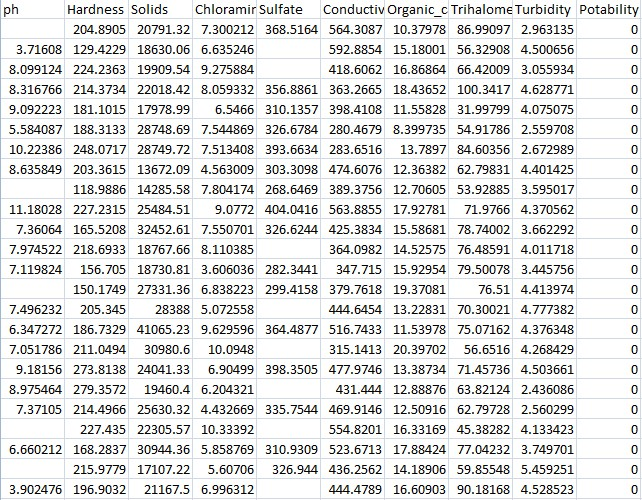 ph Hardness Solids Chloramir Sulfate Conductiv Organic_c Trihalome Turbidity Potability
204.8905 20791.32 7.300212 368.5164 564.3087 10.37978 86.99097 2.963135 0
3.71608 129.4229 18630.06 6.635246 592.8854 15.18001 56.32908 4.500656 0
8.099124 224.2363 19909.54 9.275884 418.6062 16.86864 66.42009 3.055934 0
8.316766 214.3734 22018.42 8.059332 356.8861 363.2665 18.43652 100.3417 4.628771 0
9.092223 181.1015 17978.99 6.5466 310.1357 398.4108 11.55828 31.99799 4.075075 0
5.584087 188.3133 28748.69 7.544869 326.6784 280.4679 8.399735 54.91786 2.559708 0
10.22386 248.0717 28749.72 7.513408 393.6634 283.6516 13.7897 84.60356 2.672989 0
8.635849 203.3615 13672.09 4.563009 303.3098 474.6076 12.36382 62.79831 4.401425 0
118.9886 14285.58 7.804174 268.6469 389.3756 12.70605 53.92885 3.595017 0
11.18028 227.2315 25484.51 9.0772 404.0416 563.8855 17.92781 71.9766 4.370562 0
7.36064 165.5208 32452.61 7.550701 326.6244 425.3834 15.58681 78.74002 3.662292 0
7.974522 218.6933 18767.66 8.110385 364.0982 14.52575 76.48591 4.011718 0
7.119824 156.705 18730.81 3.606036 282.3441 347.715 15.92954 79.50078 3.445756 0
150.1749 27331.36 6.838223 299.4158 379.7618 19.37081 76.51 4.413974 0
7.496232 205.345 28388 5.072558 444.6454 13.22831 70.30021 4.777382 0
6.347272 186.7329 41065.23 9.629596 364.4877 516.7433 11.53978 75.07162 4.376348 0
7.051786 211.0494 30980.6 10.0948 315.1413 20.39702 56.6516 4.268429 0
9.18156 273.8138 24041.33 6.90499 398.3505 477.9746 13.38734 71.45736 4.503661 0
8.975464 279.3572 19460.4 6.204321 431.444 12.88876 63.82124 2.436086 0
7.37105 214.4966 25630.32 4.432669 335.7544 469.9146 12.50916 62.79728 2.560299 0
227.435 22305.57 10.33392 554.8201 16.33169 45.38282 4.133423 0
6.660212 168.2837 30944.36 5.858769 310.9309 523.6713 17.88424 77.04232 3.749701 0
215.9779 17107.22 5.60706 326.944 436.2562 14.18906 59.85548 5.459251 0
3.902476 196.9032 21167.5 6.996312 444.4789 16.60903 90.18168 4.528523 0